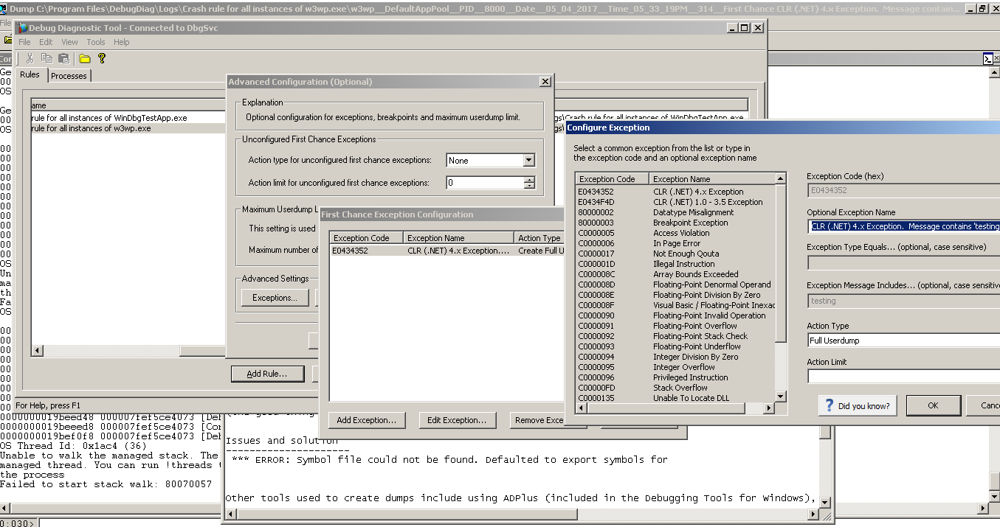 Dump C:\Program Files\DebugDiag\Logs\Crash rule for all instances of w3wp.exe\w3wp__DefaultAppPool__PID__8000__Date__05_04_2017__Time_05_33_19PM__314__First Chance CLR (.NET) 4.x Exception.  Message contain...
Debug Diagnostic Tool - Connected to DbgSvc
File Edit View Tools Help
Rules Processes
ame
rule for all instances of WinDbgTestApp.exe
rule for all instances of w3wp.exe
gs\Crash rule for all instances of WinDbgTestApp.exe
Add Rule...
For Help, press F1
Advanced Configuration (Optional)
Explanation
Optional configuration for exceptions, breakpoints and maximum userdump limit.
Unconfigured First Chance Exceptions
Action type for unconfigured first chance exceptions: None
Action limit for unconfigured first chance exceptions: 0
Maximum Userdump L
This setting is used
Maximum number of
Advanced Settings
Exceptions...
First Chance Exception Configuration
Exception Code Exception Name Action Type
E0434352 CLR (.NET) 4.x Exception.... Create Full U
Add Exception... Edit Exception... Remove Exce
Configure Exception
Select a common exception from the list or type in
the exception code and an optional exception name
Exception Code Exception Name
E0434352 CLR (.NET) 4.x Exception
E0434F4D CLR (.NET) 1.0 - 3.5 Exception
80000002 Datatype Misalignment
80000003 Breakpoint Exception
C0000005 Access Violation
C0000006 In Page Error
C0000017 Not Enough Qouta
C000001D Illegal Instruction
C000008C Array Bounds Exceeded
C000008D Floating-Point Denormal Operand
C000008E Floating-Point Division By Zero
C000008F Visual Basic / Floating-Point Inexac
C0000090 Floating-Point Invalid Operation
C0000091 Floating-Point Overflow
C0000092 Floating-Point Stack Check
C0000093 Floating-Point Underflow
C0000094 Integer Division By Zero
C0000095 Integer Overflow
C0000096 Privileged Instruction
C00000FD Stack Overflow
C0000135 Unable To Locate DLL
Exception Code (hex)
E0434352
Optional Exception Name
CLR (.NET) 4.x Exception.  Message contains 'testing
Exception Type Equals... (optional, case sensitive)
Exception Message Includes... (optional, case sensitive
testing
Action Type
Full Userdump
Action Limit
Did you know? OK Canc
0000000019beed48 000007fef5ce4073 [Deb
0000000019beeed8 000007fef5ce4073 [Co
0000000019bef0f8 000007fef5ce4073 [Deb
OS Thread Id: 0x1ac4 (36)
Unable to walk the managed stack. The
managed thread. You can run !threads t
the process
Failed to start stack walk: 80070057
0:030>
Issues and solution
----------------------
*** ERROR: Symbol file could not be found. Defaulted to export symbols for
Other tools used to create dumps include using ADPlus (included in the Debugging Tools for Windows),